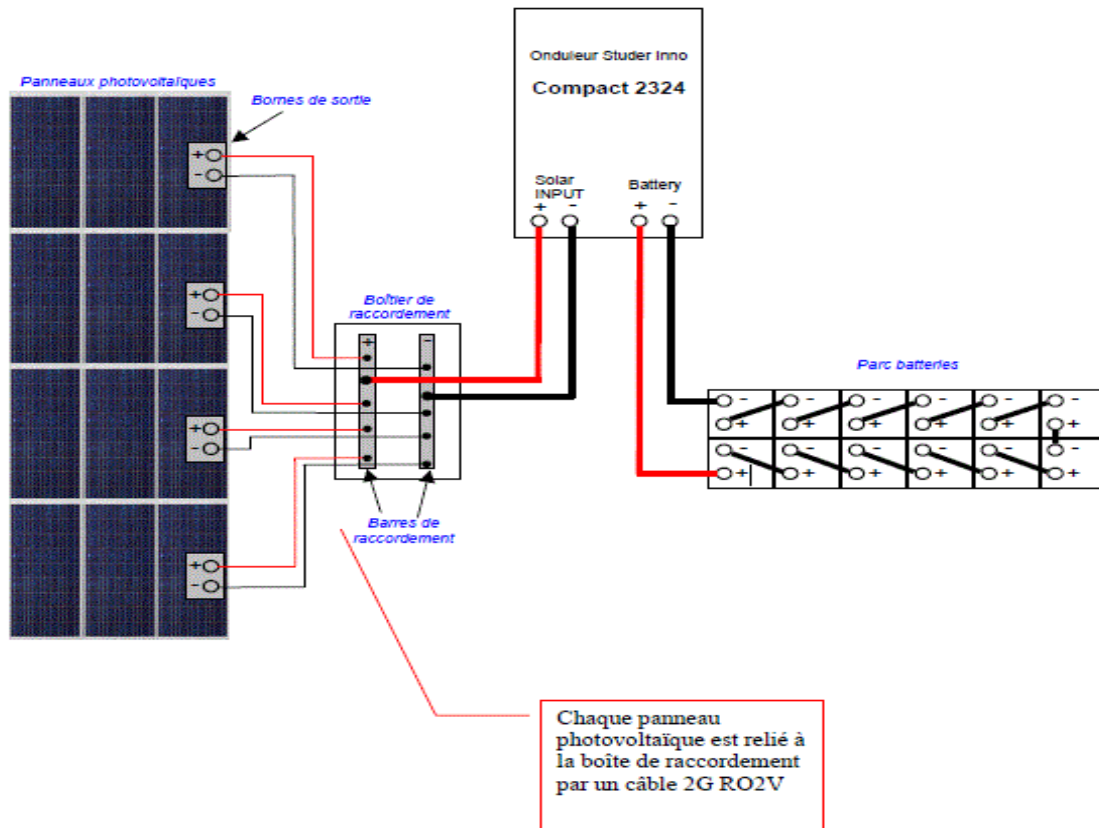 Onduleur Studer Inno
Compact 2324
Panneaux photovoltaïques
Bornes de sortie
+
-
Solar
INPUT
Battery
+ - + -
+
-
Boîtier de
raccordement
+ -
Parc batteries
- - - - - -
+ + + + + +
- - - - - -
+ + + + + +
+
-
Barres de
raccordement
+
-
Chaque panneau
photovoltaïque est relié à
la boîte de raccordement
par un câble 2G RO2V